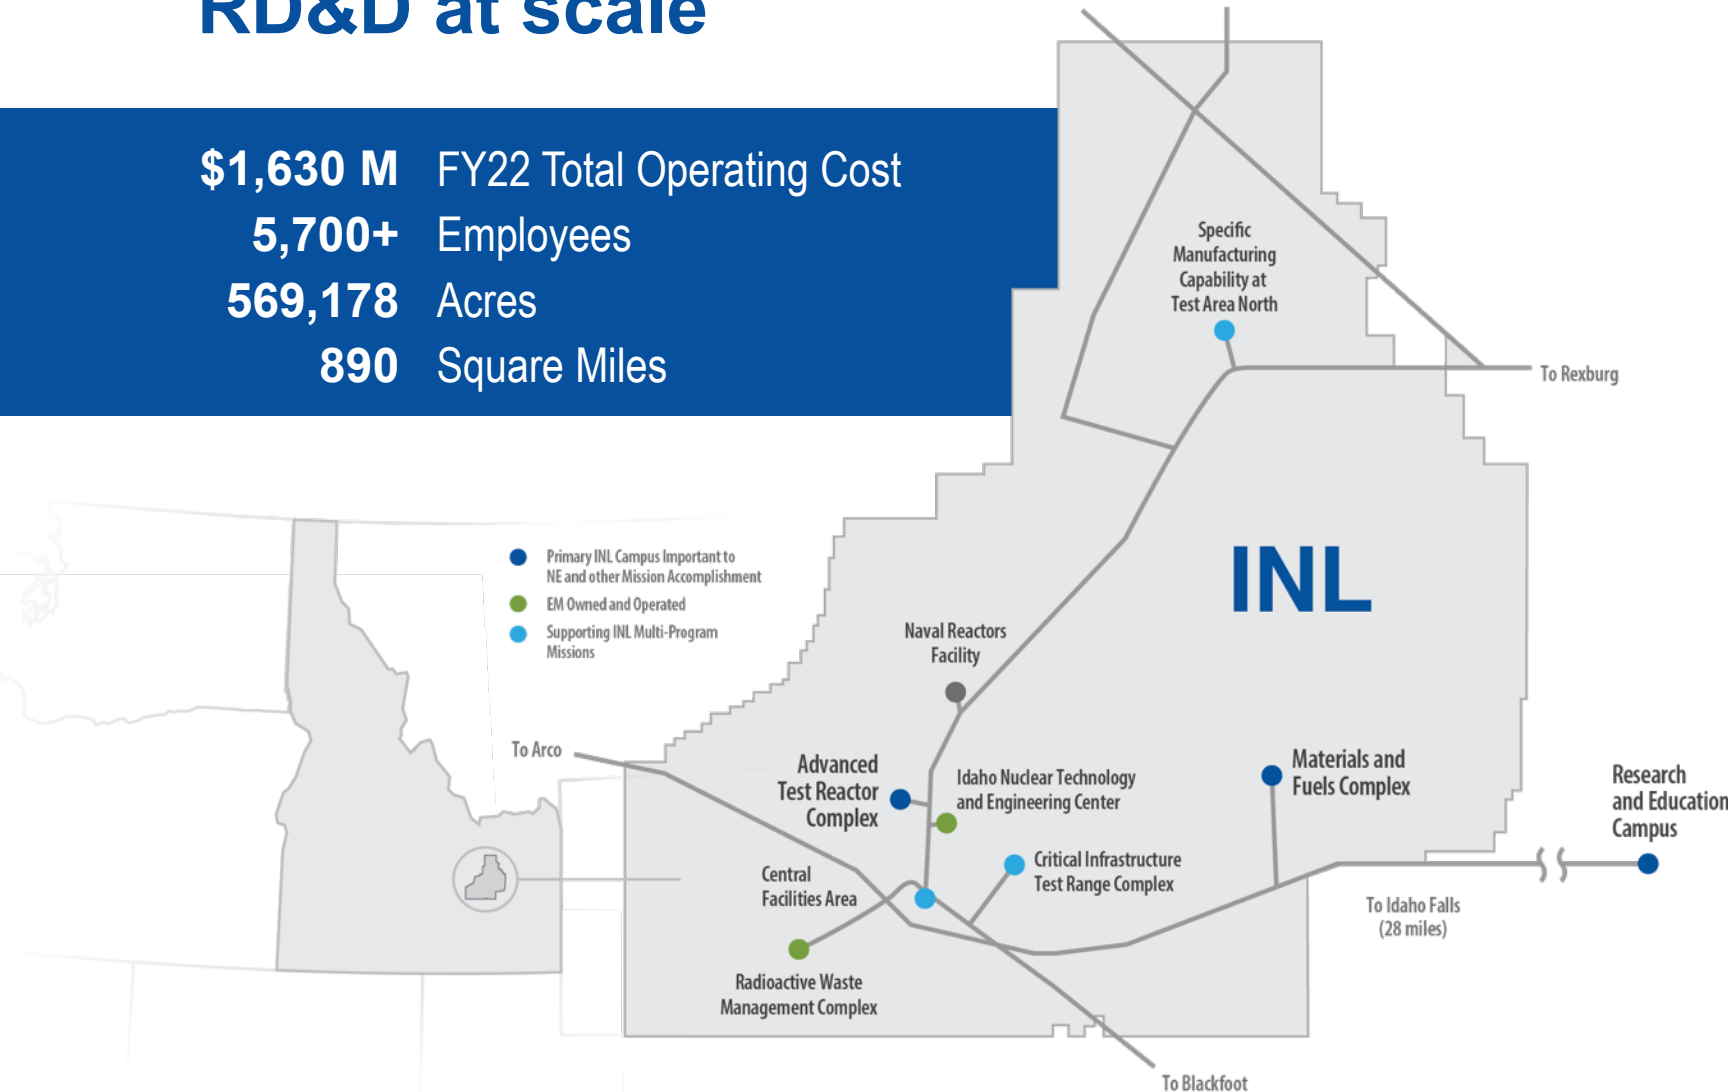 RD&D at scale
$1,630 M FY22 Total Operating Cost
5,700+ Employees
569,178 Acres
890 Square Miles
Specific
Manufacturing
Capability at
Test Area North
To Rexburg
INL
Primary INL Campus Important to
NE and other Mission Accomplishment
EM Owned and Operated
Supporting INL Multi-Program
Missions
Naval Reactors
Facility
To Arco
Advanced
Test Reactor
Complex
Idaho Nuclear Technology
and Engineering Center
Materials and
Fuels Complex
Research
and Education
Campus
Central
Facilities Area
Critical Infrastructure
Test Range Complex
To Idaho Falls
(28 miles)
Radioactive Waste
Management Complex
To Blackfoot